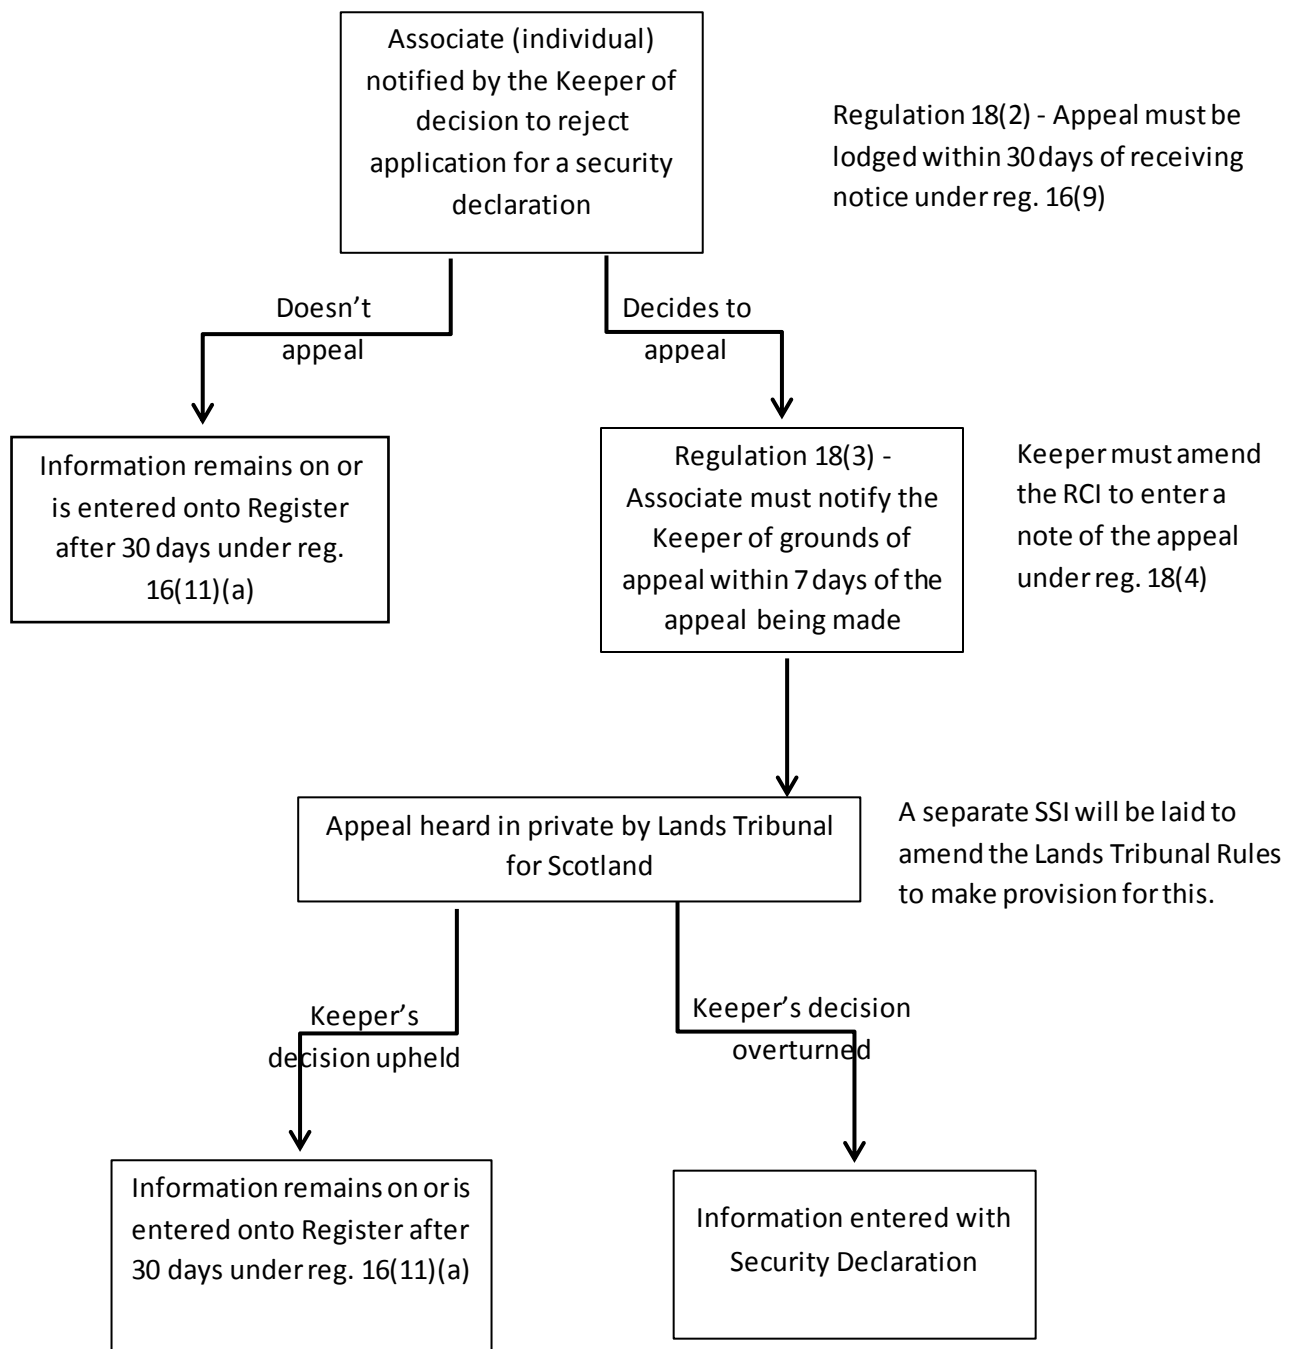 Associate (individual)
notified by the Keeper of
decision to reject
application for a security
declaration
Regulation 18(2) - Appeal must be
lodged within 30 days of receiving
notice under reg. 16(9)
Doesn’t
appeal
Decides to
appeal
Information remains on or
is entered onto Register
after 30 days under reg.
16(11)(a)
Regulation 18(3) -
Associate must notify the
Keeper of grounds of
appeal within 7 days of the
appeal being made
Keeper must amend
the RCI to enter a
note of the appeal
under reg. 18(4)
Appeal heard in private by Lands Tribunal
for Scotland
A separate SSI will be laid to
amend the Lands Tribunal Rules
to make provision for this.
Keeper’s
decision upheld
Keeper’s decision
overturned
Information remains on or is
entered onto Register after
30 days under reg. 16(11)(a)
Information entered with
Security Declaration